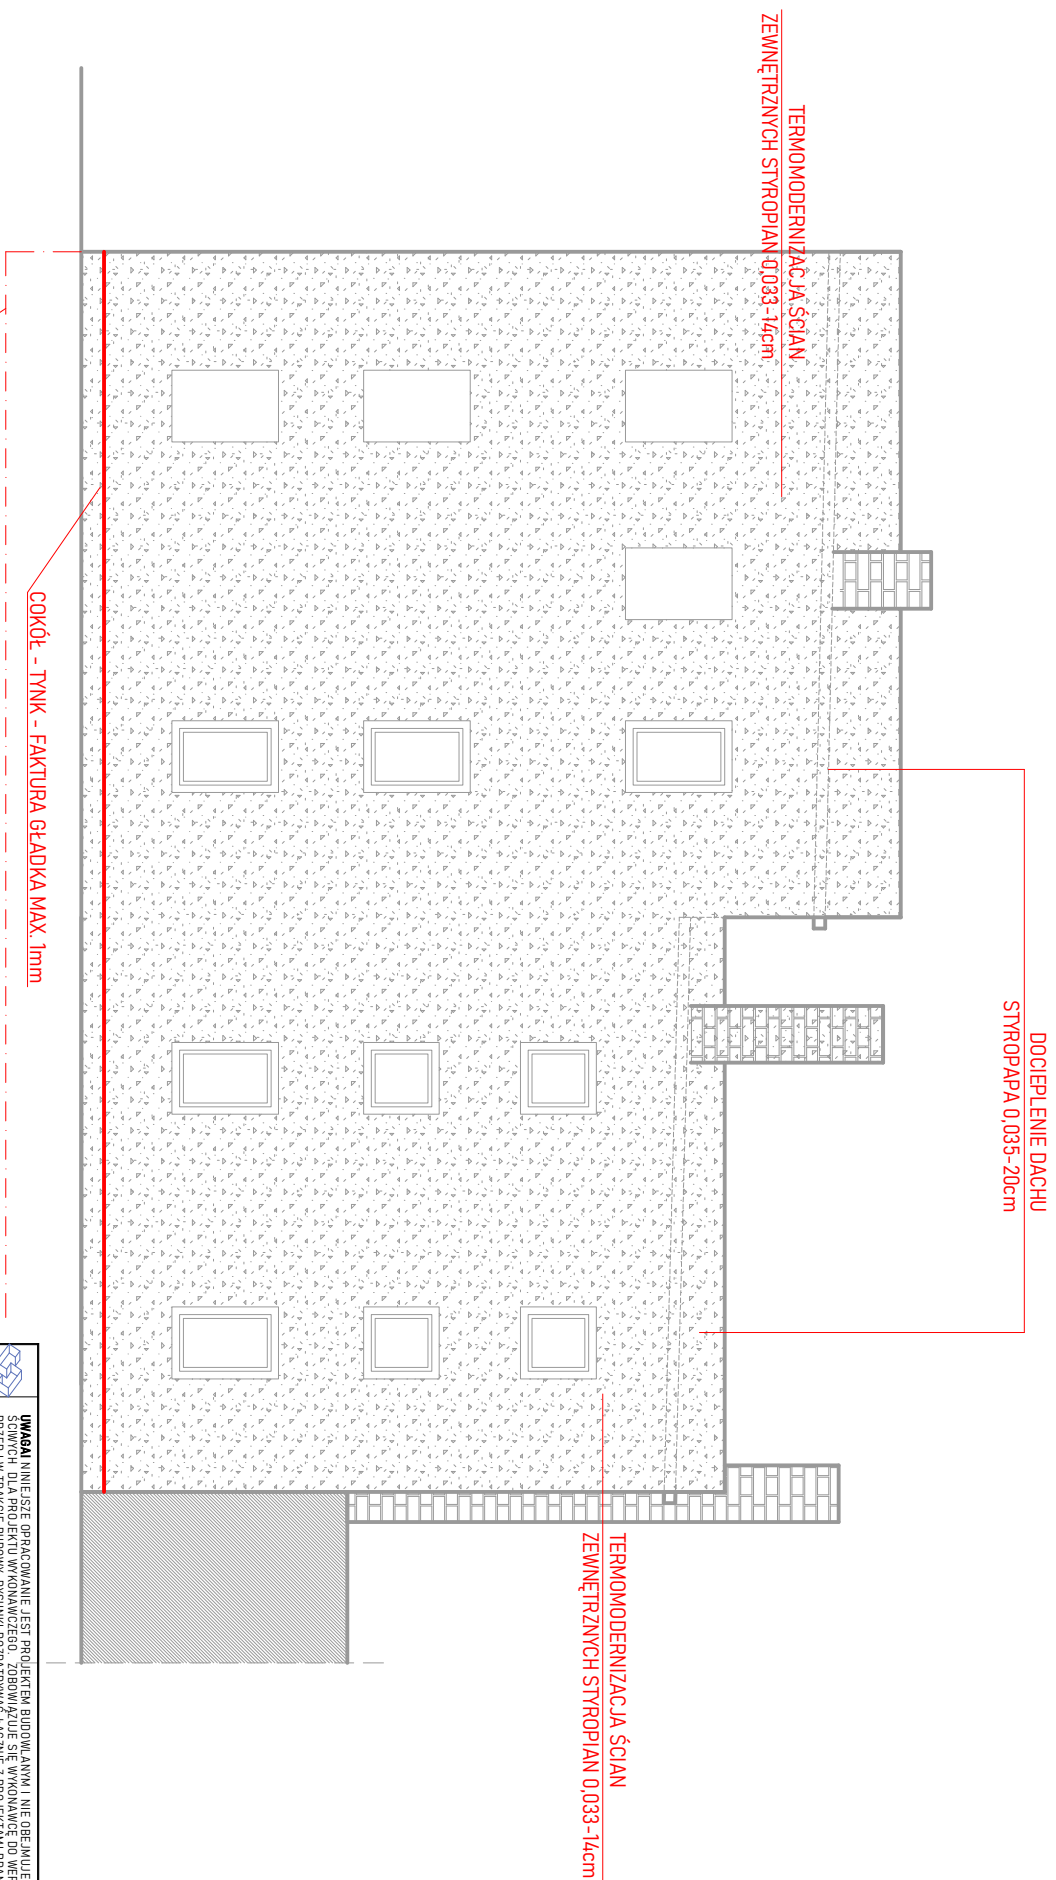 DOCIEPLENIE DACHU
STYROPAPA 0,035-20cm
TERMOMODERNIZACJA ŚCIAN
ZEWNĘTRZNYCH STYROPIAN 0,033-14cm
TERMOMODERNIZACJA ŚCIAN
ZEWNĘTRZNYCH STYROPIAN 0,033-14cm
COKÓŁ - TYNK - FAKTURA GŁADKA MAX. 1mm
UWAGA! NINIEJSZE OPRACOWANIE JEST PROJEKTEM BUDOWLANYM I NIE OBEJMUJE
ŚCIWYCH DLA PROJEKTU WYKONAWCZEGO. ZOBOWIĄZUJE SIĘ WYKONAWCĘ DO